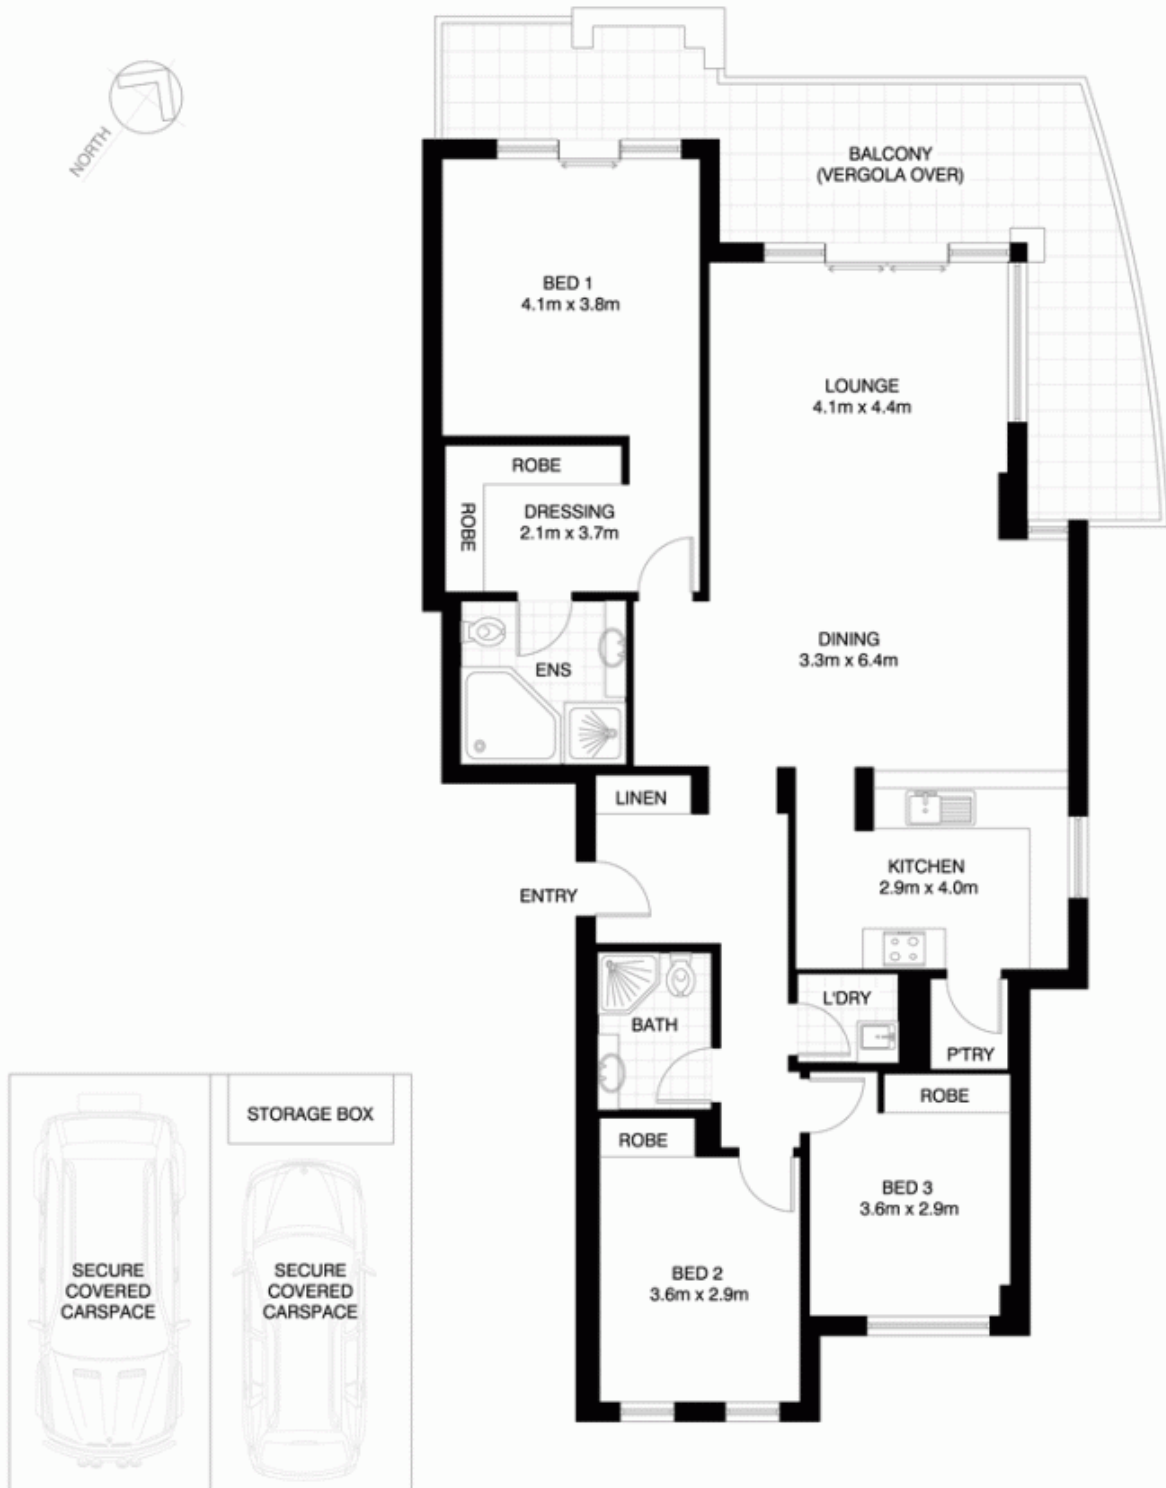 NORTH
BALCONY
(VERGOLA OVER)
BED 1
4.1m x 3.8m
LOUNGE
4.1m x 4.4m
ROBE
ROBE
DRESSING
2.1m x 3.7m
DINING
3.3m x 6.4m
ENS
LINEN
KITCHEN
2.9m x 4.0m
ENTRY
L'DRY
BATH
P'TRY
ROBE
STORAGE BOX
ROBE
BED 3
3.6m x 2.9m
BED 2
3.6m x 2.9m
SECURE
COVERED
CARSPACE
SECURE
COVERED
CARSPACE